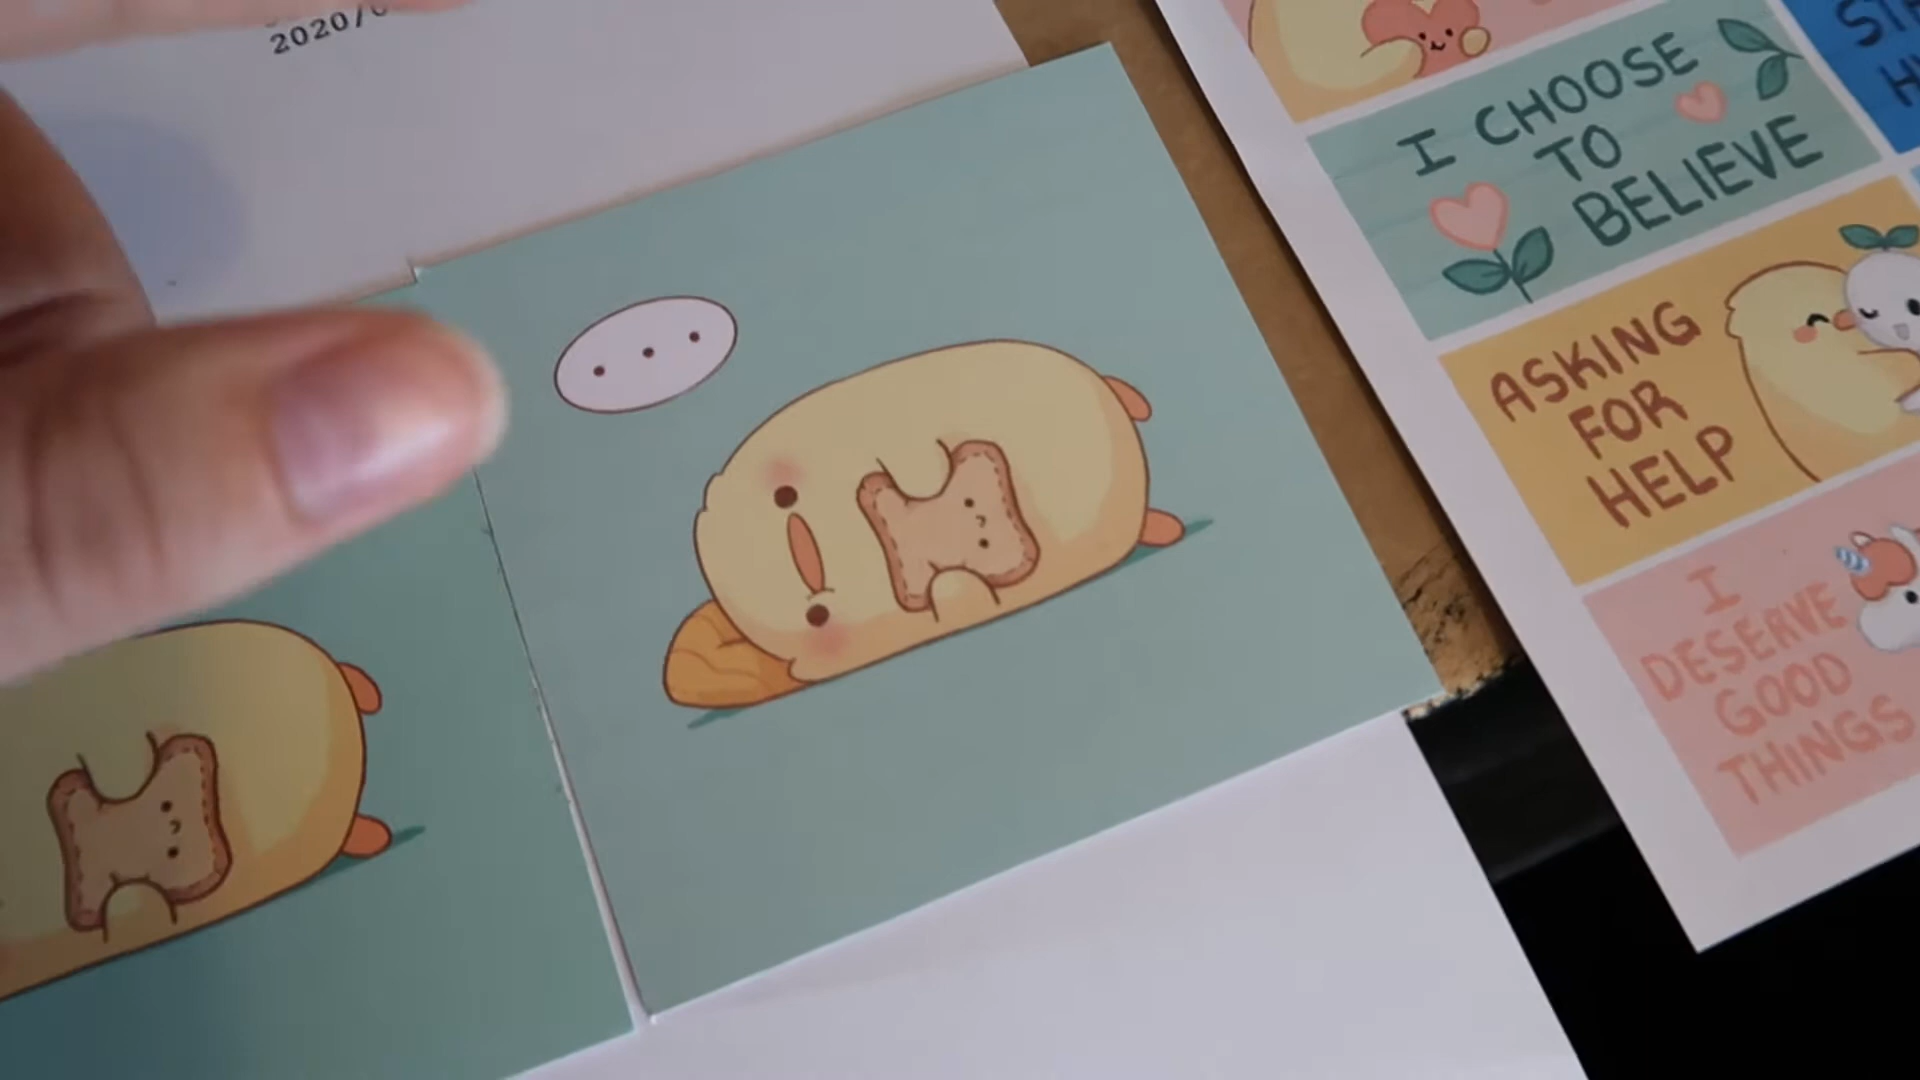 2020/
I CHOOSE
TO
BELIEVE
ASKING
FOR
HELP
I
DESERVE
GOOD
THINGS